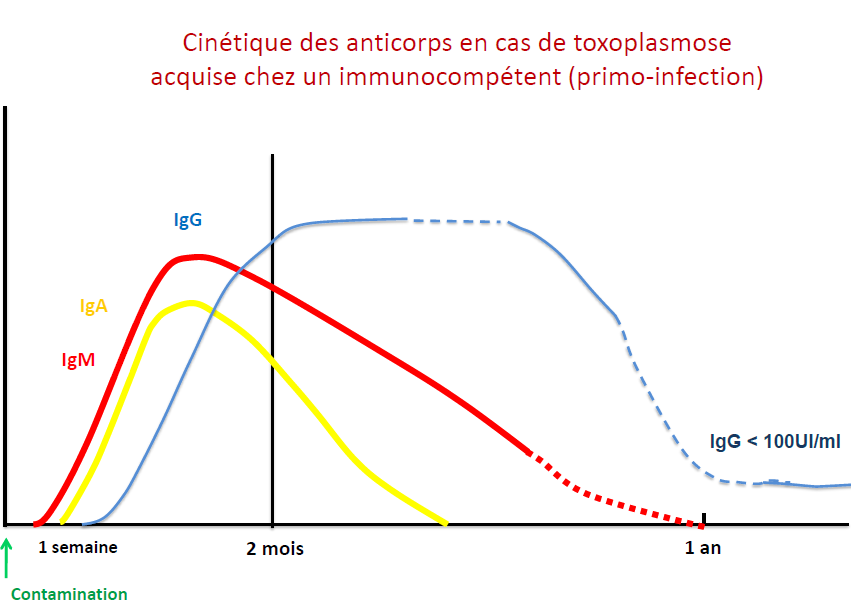 Cinétique des anticorps en cas de toxoplasmose
acquise chez un immunocompétent (primo-infection)
IgG
IgA
IgM
IgG < 100UI/ml
1 semaine
2 mois
1 an
Contamination